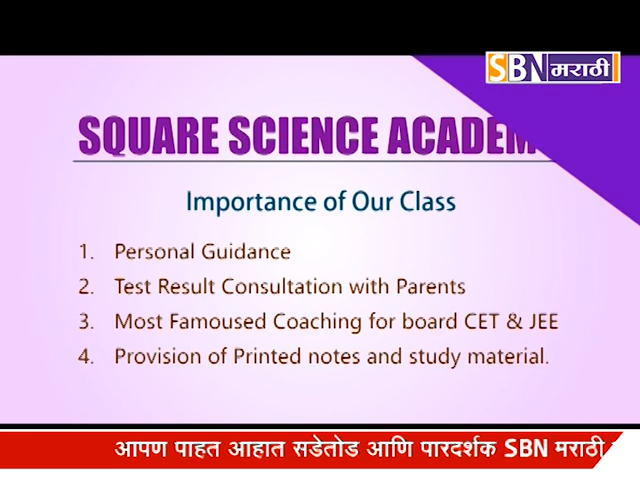 SBN मराठी
SQUARE SCIENCE ACADEM
Importance of Our Class
1. Personal Guidance
2. Test Result Consultation with Parents
3. Most Famoused Coaching for board CET & JEE
4. Provision of Printed notes and study material.
आपण पाहत आहात सडेतोड आणि पारदर्शक SBN मराठी